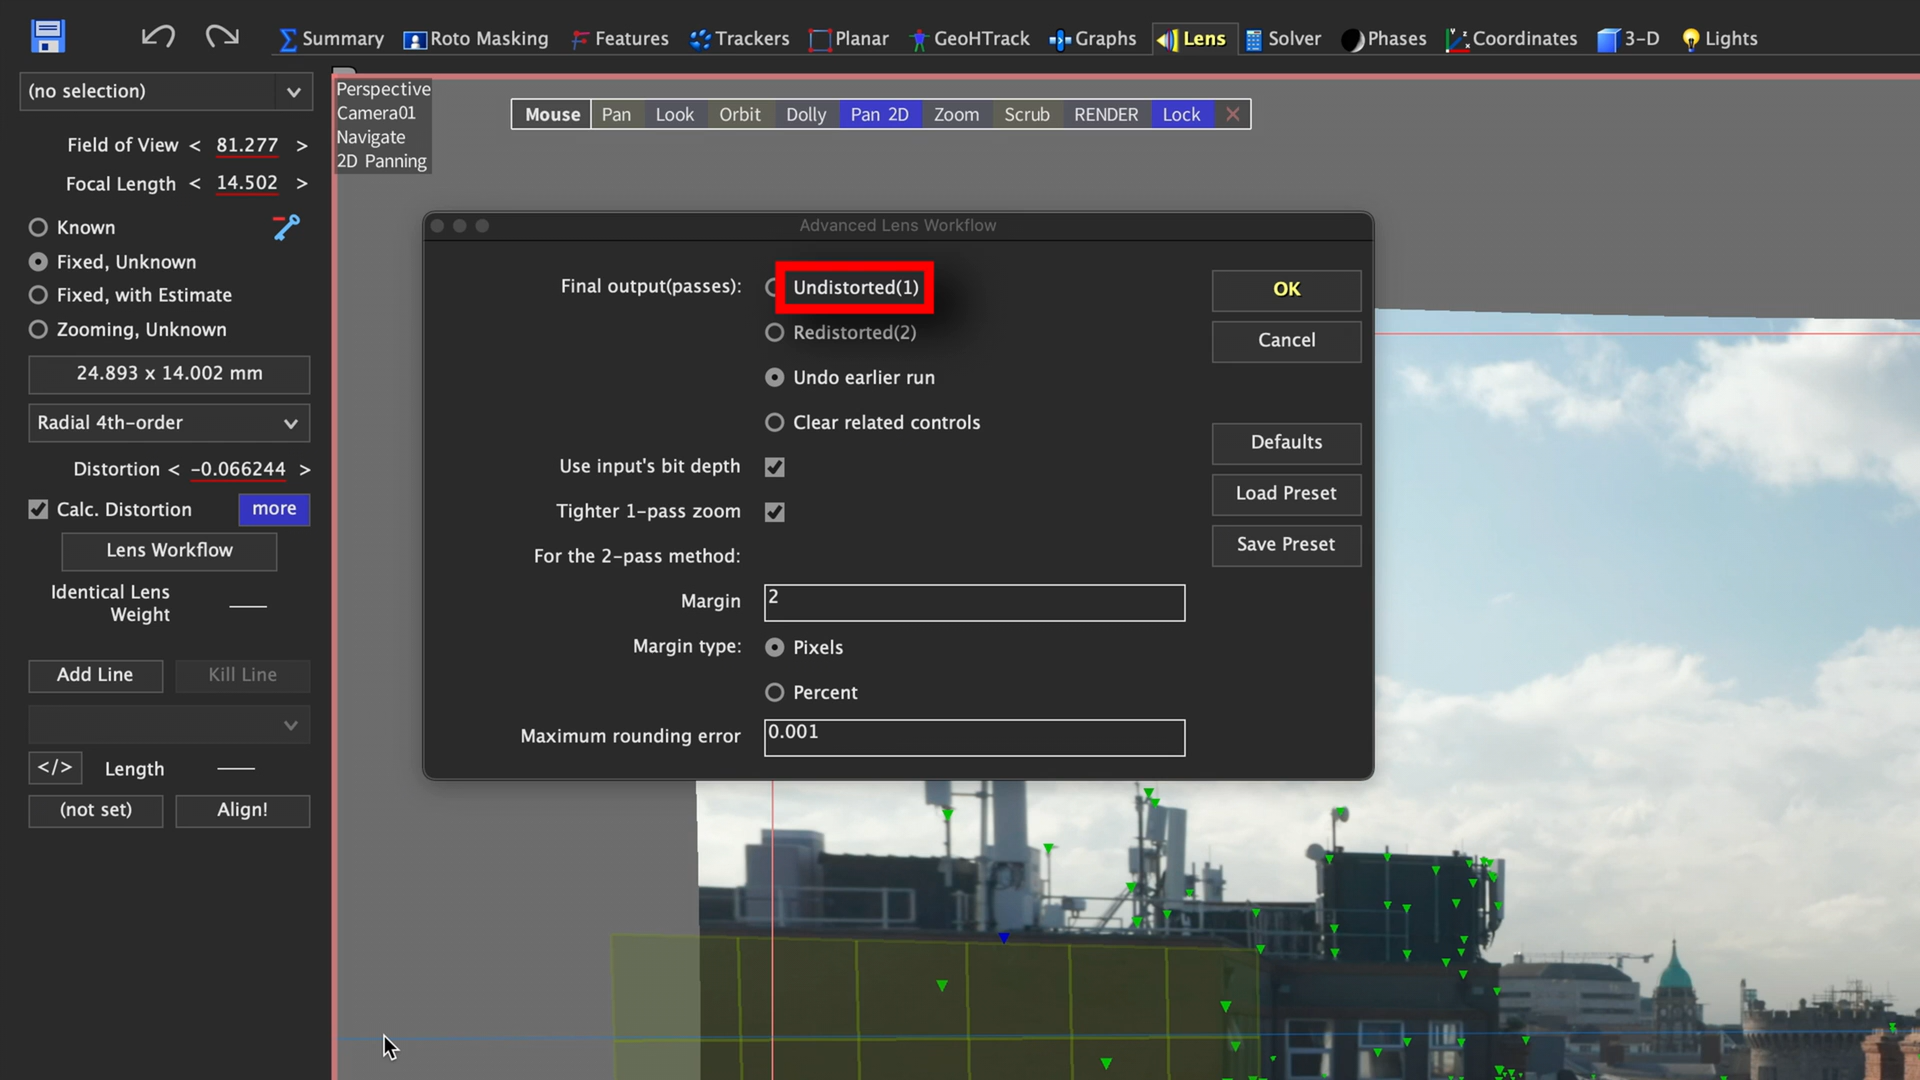 Summary Roto Masking Features Trackers Planar GeoHTrack Graphs Lens Solver Phases Coordinates 3-D Lights
(no selection)
Field of View < 81.277 >
Focal Length < 14.502 >
Known
Fixed, Unknown
Fixed, with Estimate
Zooming, Unknown
24.893 x 14.002 mm
Radial 4th-order
Distortion < -0.066244 >
Calc. Distortion more
Lens Workflow
Identical Lens
Weight
Add Line Kill Line
</> Length
(not set) Align!
Perspective
Camera01
Navigate
2D Panning
Mouse Pan Look Orbit Dolly Pan 2D Zoom Scrub RENDER Lock
Advanced Lens Workflow
Final output(passes): Undistorted(1)
Redistorted(2)
Undo earlier run
Clear related controls
Use input's bit depth
Tighter 1-pass zoom
For the 2-pass method:
Margin 2
Margin type: Pixels
Percent
Maximum rounding error 0.001
OK
Cancel
Defaults
Load Preset
Save Preset